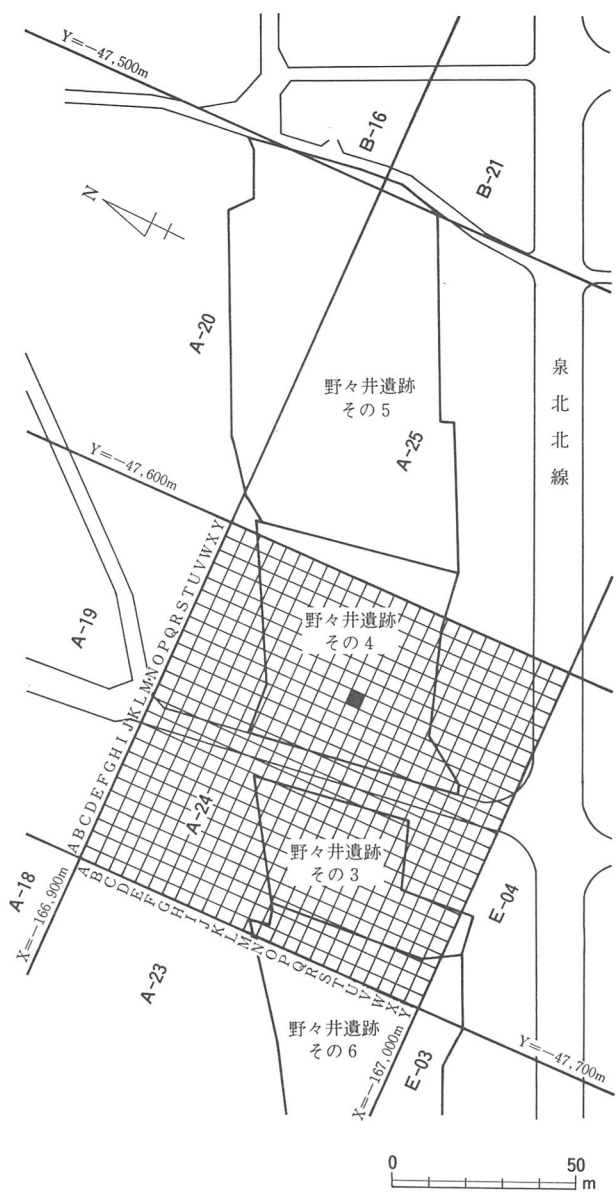 Y=-47,500m
B-16
B-21
N
A-20
野々井遺跡
その5
泉北北線
A-25
Y=-47,600m
A-19
A B C D E F G H I J K L M N O P Q R S T U V W X Y
野々井遺跡
その4
A-24
野々井遺跡
その3
A-18
X=-166,900m
A B C D E F G H I J K L M N O P Q R S T U V W X Y
E-04
A-23
野々井遺跡
その6
X=-167,000m
E-03
Y=-47,700m
0 50
m